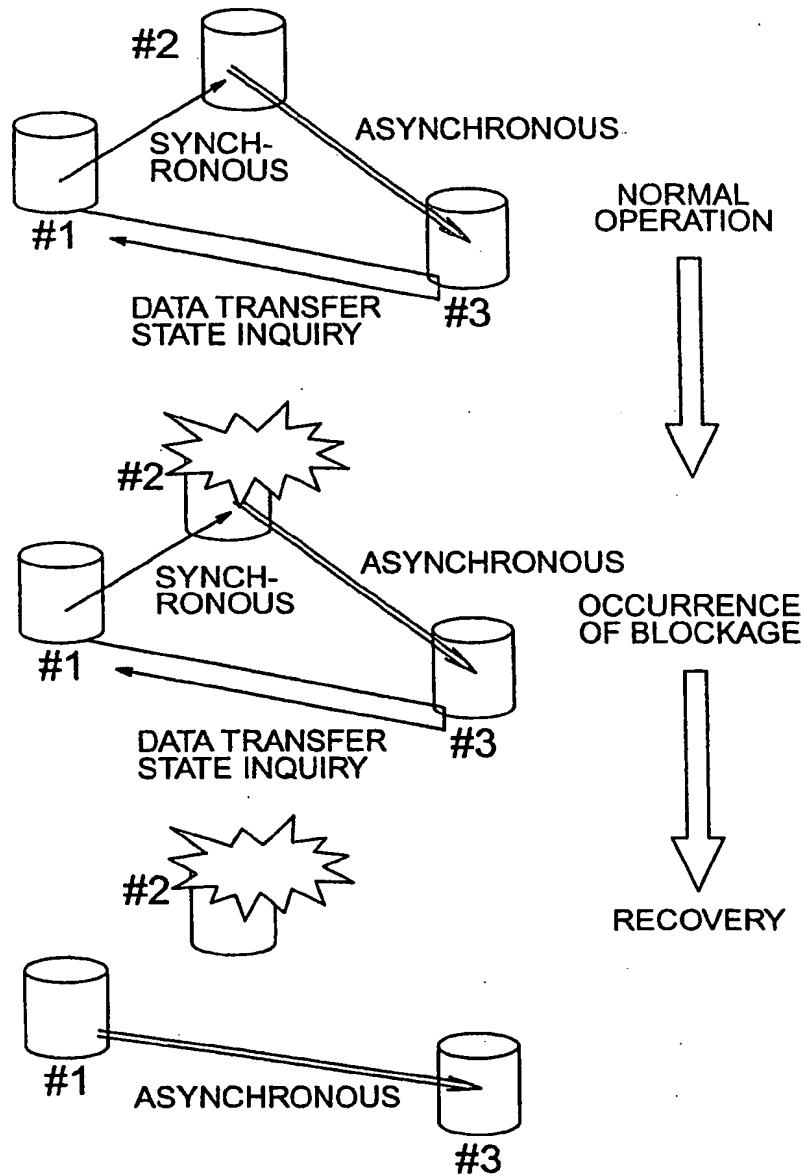 #2
SYNCH-
RONOUS
ASYNCHRONOUS
#1
#3
DATA TRANSFER
STATE INQUIRY
NORMAL
OPERATION
#2
SYNCH-
RONOUS
ASYNCHRONOUS
#1
#3
DATA TRANSFER
STATE INQUIRY
OCCURRENCE
OF BLOCKAGE
#2
RECOVERY
#1
ASYNCHRONOUS
#3